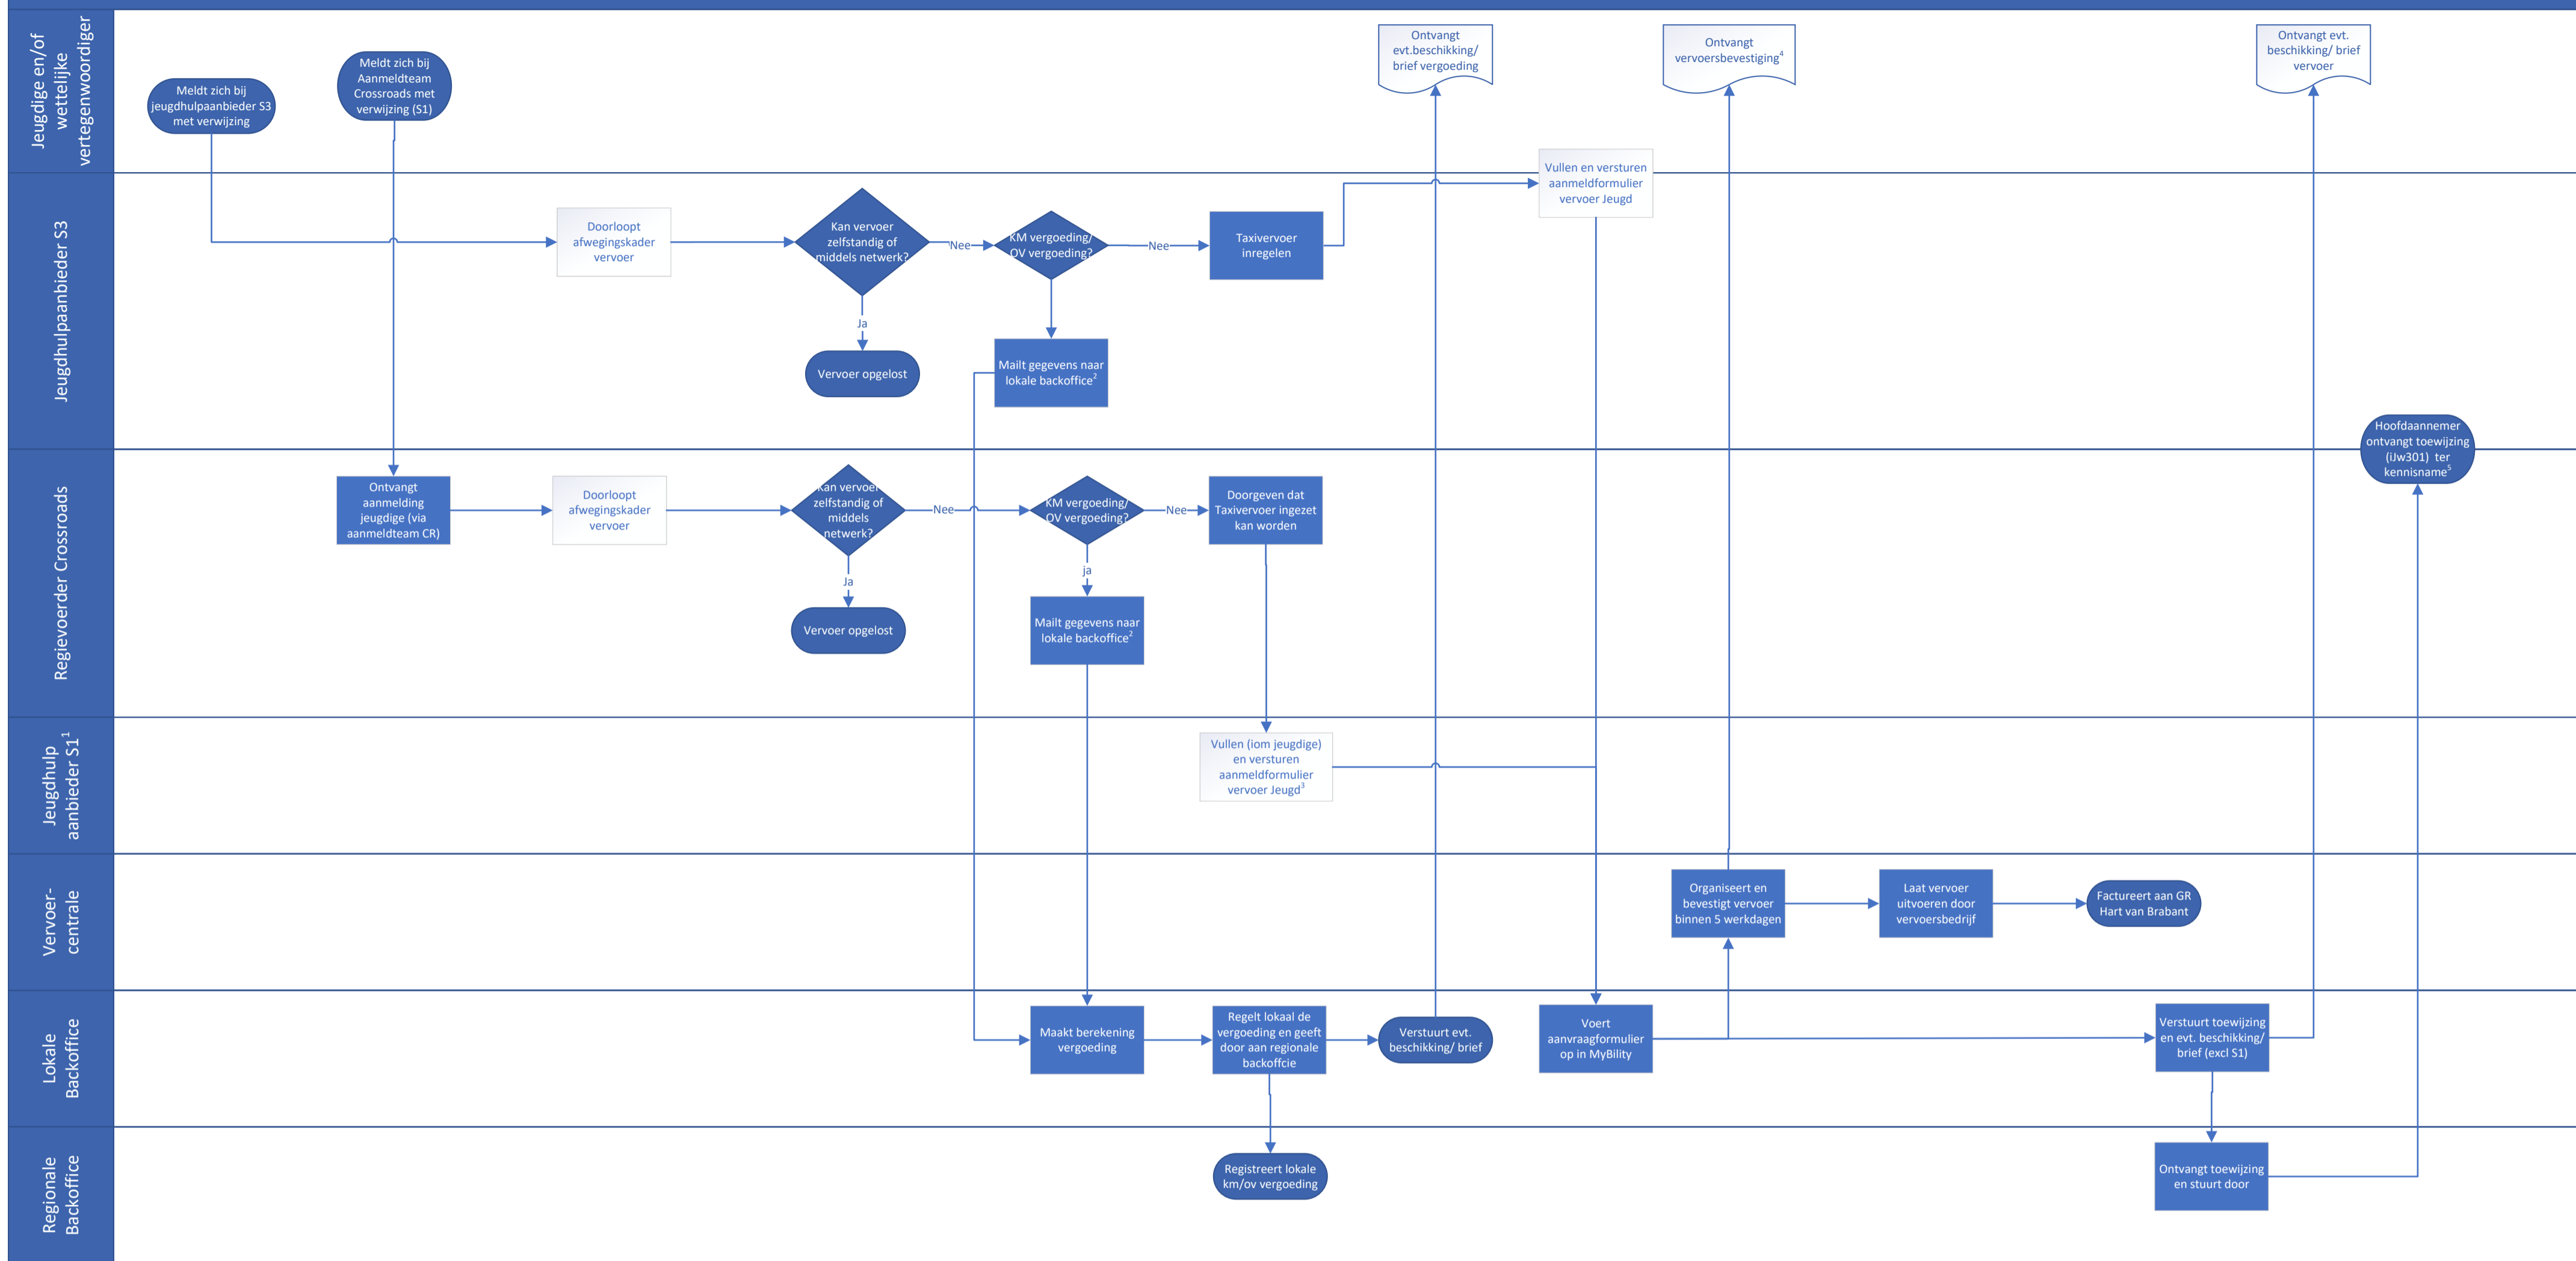 Jeugdige en/of
wettelijke
vertegenwoordiger
Meldt zich bij
jeugdhulpaanbieder S3
met verwijzing
Meldt zich bij
Aanmeldteam
Crossroads met
verwijzing (S1)
Ontvangt
evt.beschikking/
brief vergoeding
Ontvangt
vervoersbevestiging⁴
Ontvangt evt.
beschikking/ brief
vervoer
Jeugdhulpaanbieder S3
Doorloopt
afwegingskader
vervoer
Kan vervoer
zelfstandig of
middels netwerk?
Nee
KM vergoeding/
OV vergoeding?
Nee
Taxivervoer
inregelen
Vullen en versturen
aanmeldformulier
vervoer Jeugd
Ja
Vervoer opgelost
Mailt gegevens naar
lokale backoffice²
Hoofdaannemer
ontvangt toewijzing
(iJw301) ter
kennisname⁵
Regievoerder Crossroads
Ontvangt
aanmelding
jeugdige (via
aanmeldteam CR)
Doorloopt
afwegingskader
vervoer
Kan vervoer
zelfstandig of
middels
netwerk?
Nee
KM vergoeding/
OV vergoeding?
Nee
Doorgeven dat
Taxivervoer ingezet
kan worden
Ja
Vervoer opgelost
ja
Mailt gegevens naar
lokale backoffice²
Jeugdhulp
aanbieder S1¹
Vullen (iom jeugdige)
en versturen
aanmeldformulier
vervoer Jeugd³
Vervoer-
centrale
Organiseert en
bevestigt vervoer
binnen 5 werkdagen
Laat vervoer
uitvoeren door
vervoersbedrijf
Factureert aan GR
Hart van Brabant
Lokale
Backoffice
Maakt berekening
vergoeding
Regelt lokaal de
vergoeding en geeft
door aan regionale
backoffcie
Verstuurt evt.
beschikking/ brief
Voert
aanvraagformulier
op in MyBility
Verstuurt toewijzing
en evt. beschikking/
brief (excl S1)
Regionale
Backoffice
Registreert lokale
km/ov vergoeding
Ontvangt toewijzing
en stuurt door